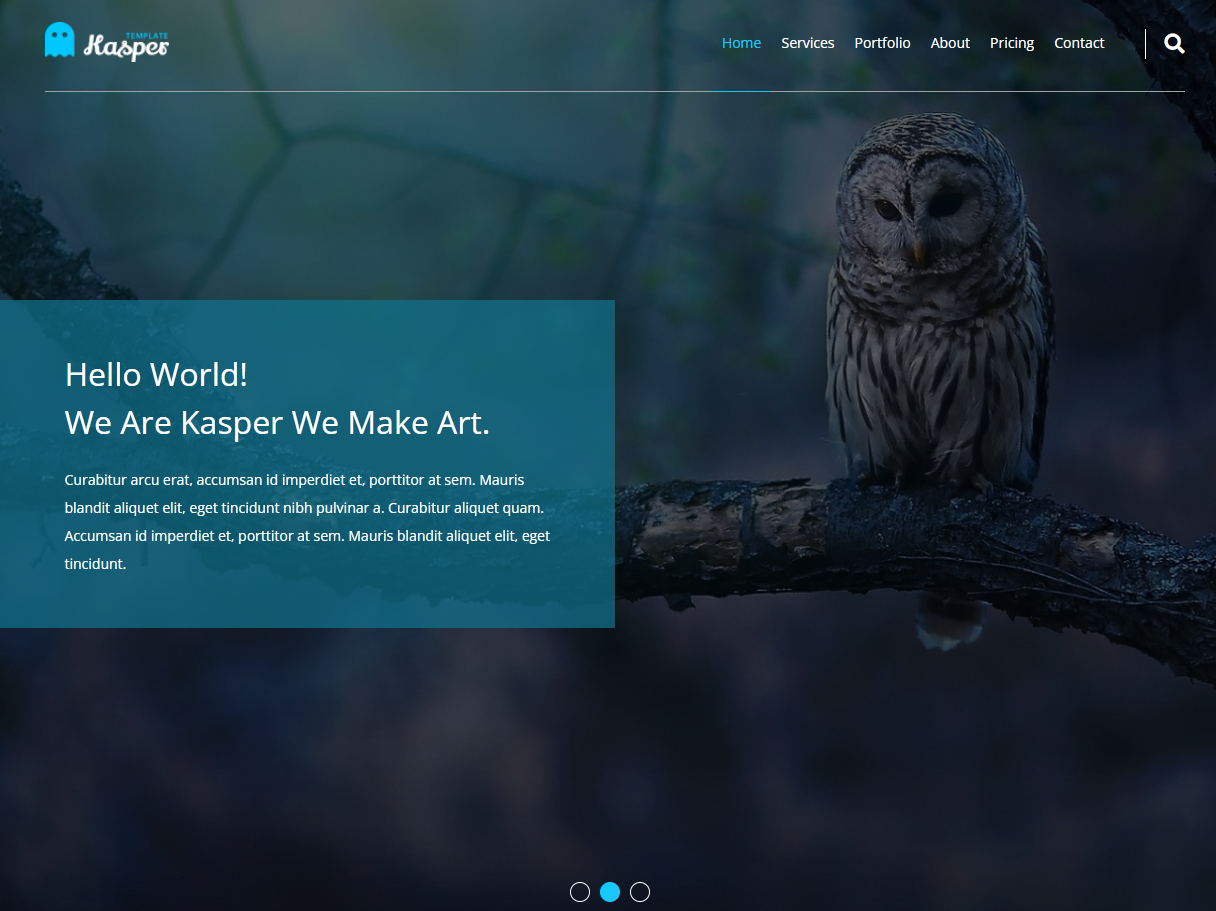 TEMPLATE
Kasper
Home Services Portfolio About Pricing Contact
Hello World!
We Are Kasper We Make Art.
Curabitur arcu erat, accumsan id imperdiet et, porttitor at sem. Mauris
blandit aliquet elit, eget tincidunt nibh pulvinar a. Curabitur aliquet quam.
Accumsan id imperdiet et, porttitor at sem. Mauris blandit aliquet elit, eget
tincidunt.